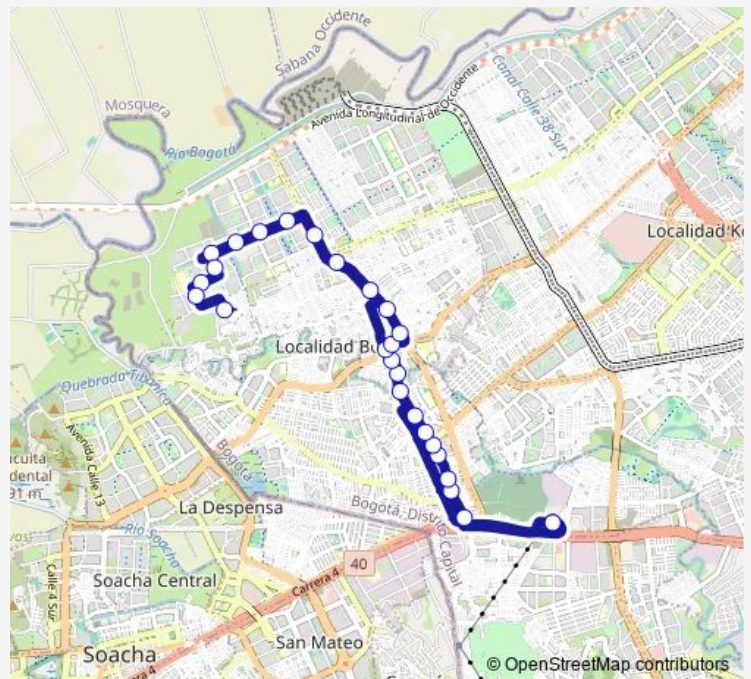 Sabana Occidente
Mosquera
Avenida Longitudinal de Occidente
Canal Calle 38 Sur
Río Bogotá
Localidad
Localidad
Quebrada Tibanica
Bogotá
Avenida Calle 13
91 m
La Despensa
Bogotá, Distrito Capital
Río Soacha
Soacha Central
Calle 4 Sur
Carrera 4
40
San Mateo
Soacha
© OpenStreetMap contributors